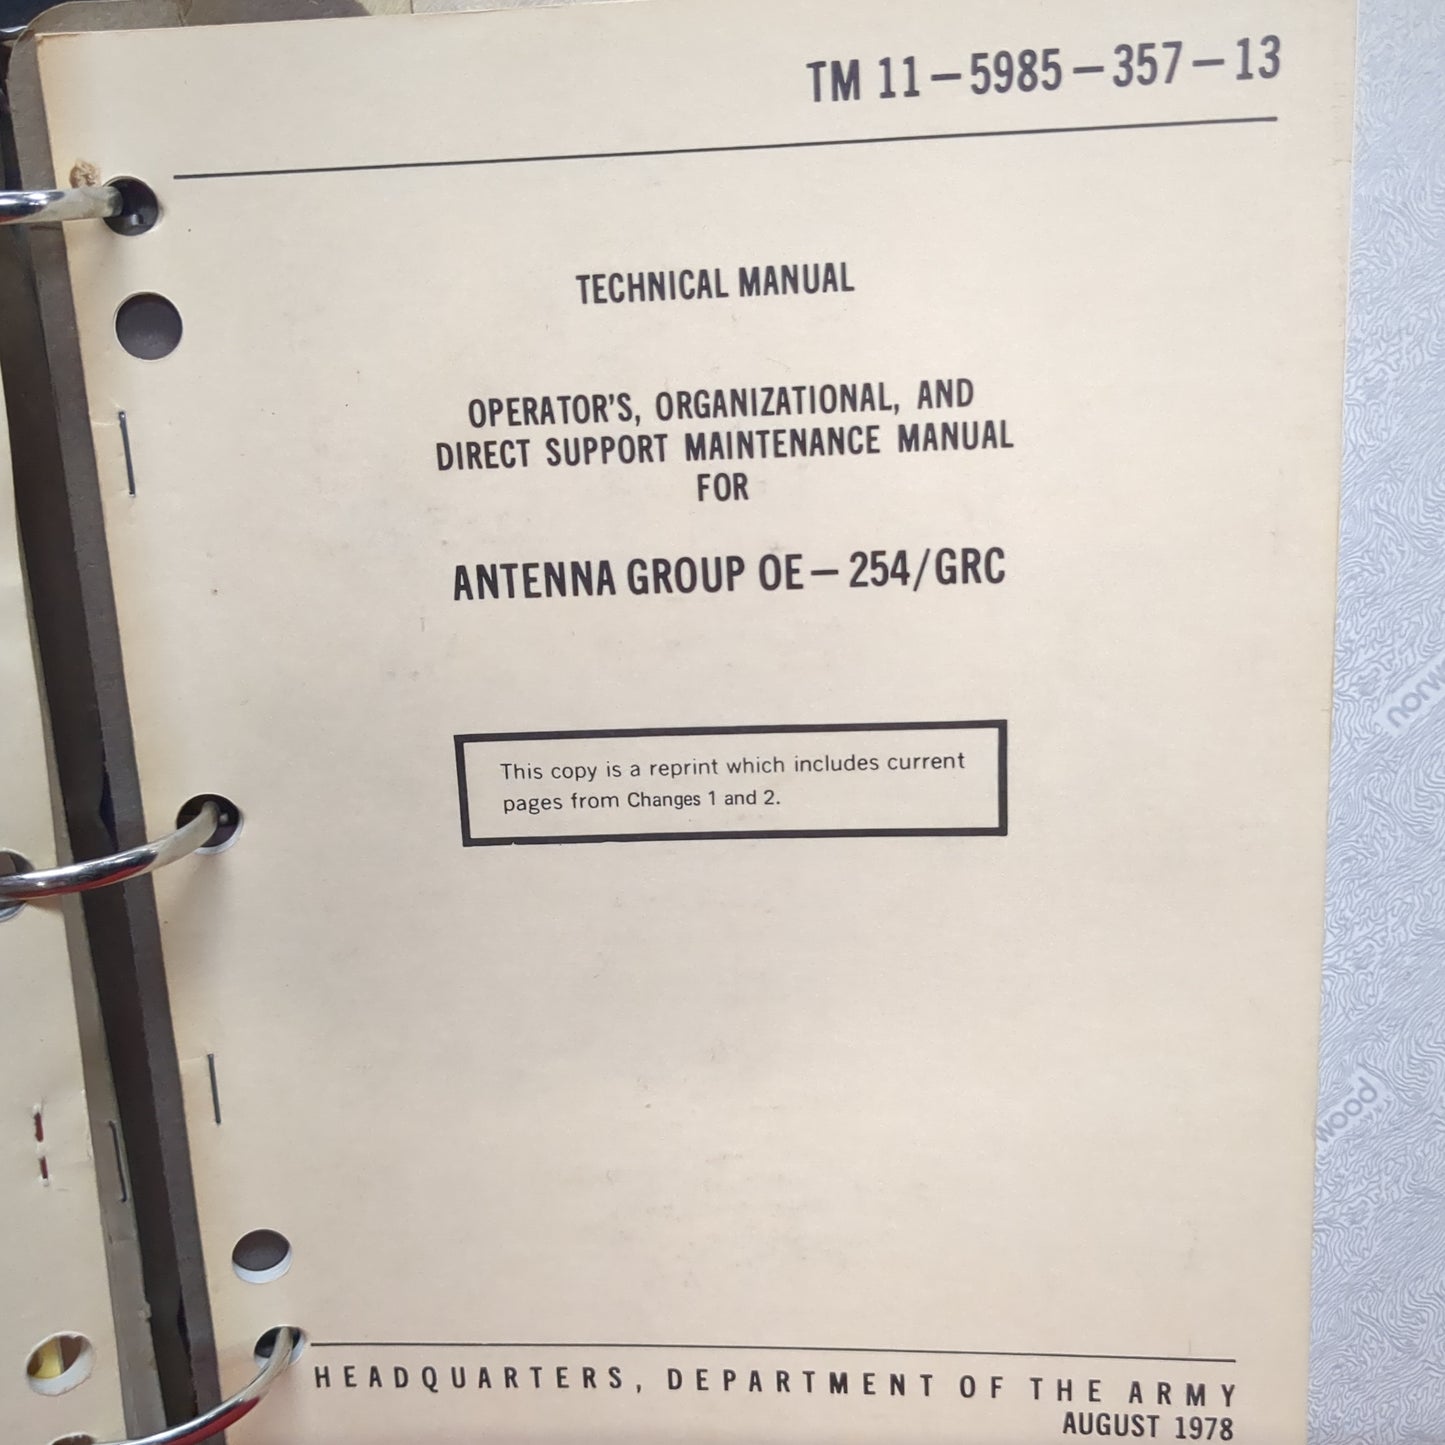 TM 11-5985-357-13
TECHNICAL MANUAL
OPERATOR'S, ORGANIZATIONAL, AND
DIRECT SUPPORT MAINTENANCE MANUAL
FOR
ANTENNA GROUP OE-254/GRC
This copy is a reprint which includes current
pages from Changes 1 and 2.
HEADQUARTERS, DEPARTMENT OF THE ARMY
AUGUST 1978
norw
wood